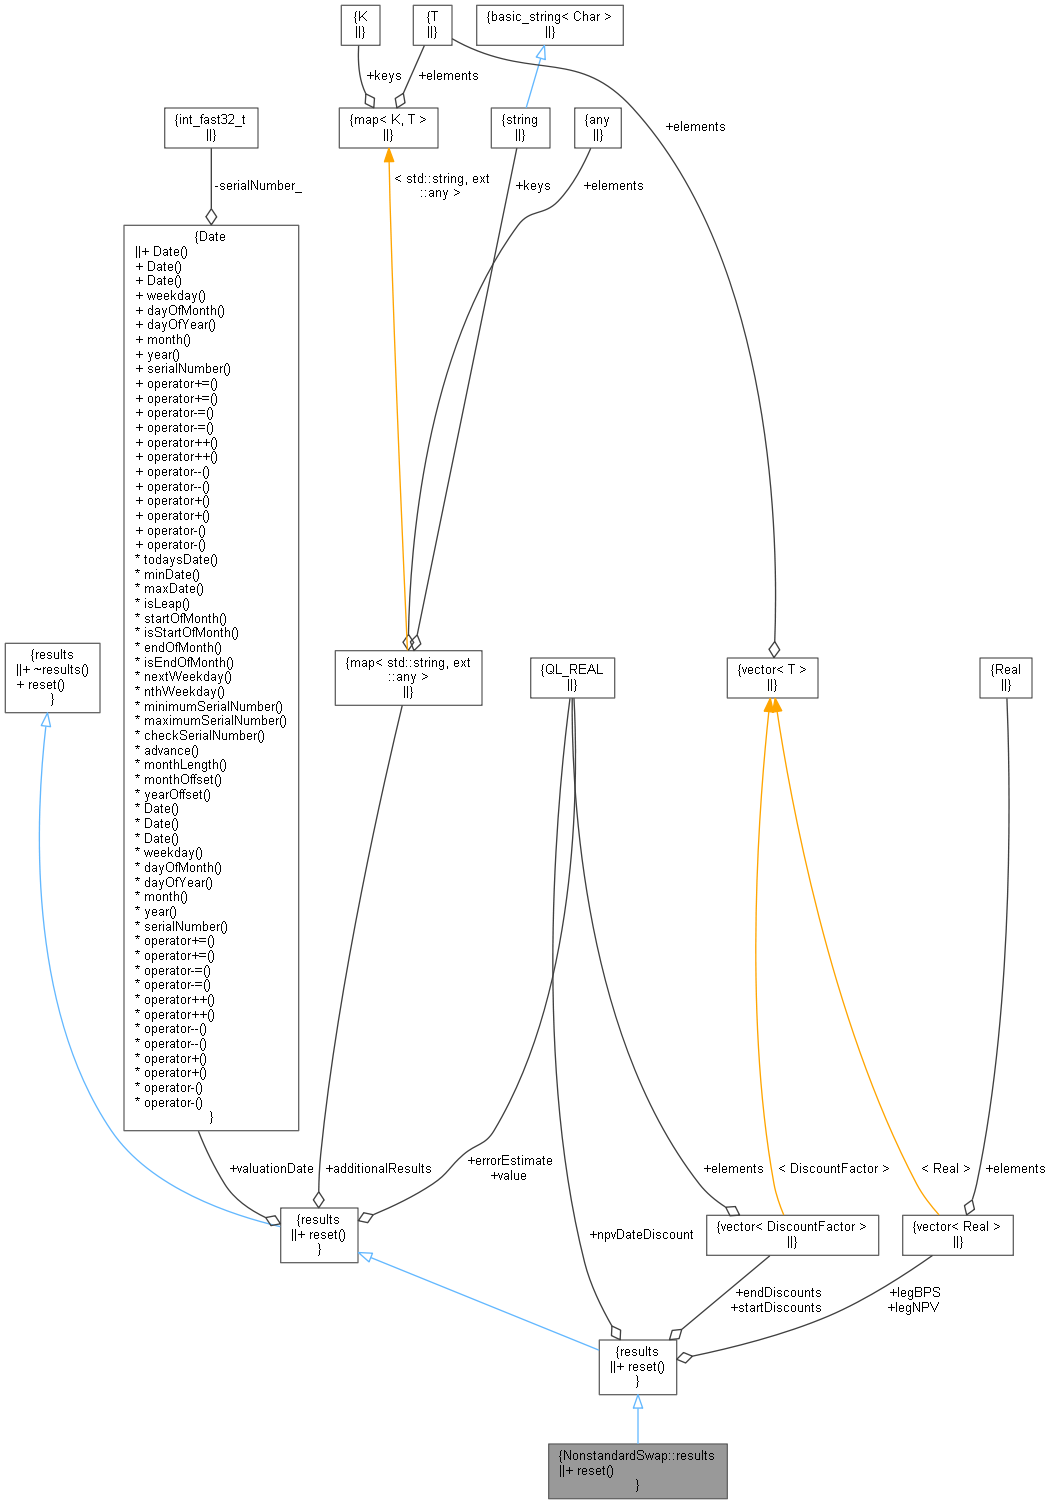 {K
||}
{T
||}
{basic_string< Char >
||}
+keys
+elements
{int_fast32_t
||}
{map< K, T >
||}
{string
||}
{any
||}
+elements
-serialNumber_
< std::string, ext
::any >
+keys
+elements
{Date
||+ Date()
+ Date()
+ Date()
+ weekday()
+ dayOfMonth()
+ dayOfYear()
+ month()
+ year()
+ serialNumber()
+ operator+=()
+ operator+=()
+ operator-=()
+ operator-=()
+ operator++()
+ operator++()
+ operator--()
+ operator--()
+ operator+()
+ operator+()
+ operator-()
+ operator-()
* todaysDate()
* minDate()
* maxDate()
* isLeap()
* startOfMonth()
* isStartOfMonth()
* endOfMonth()
* isEndOfMonth()
* nextWeekday()
* nthWeekday()
* minimumSerialNumber()
* maximumSerialNumber()
* checkSerialNumber()
* advance()
* monthLength()
* monthOffset()
* yearOffset()
* Date()
* Date()
* Date()
* weekday()
* dayOfMonth()
* dayOfYear()
* month()
* year()
* serialNumber()
* operator+=()
* operator+=()
* operator-=()
* operator-=()
* operator++()
* operator++()
* operator--()
* operator--()
* operator+()
* operator+()
* operator-()
* operator-()
}
{results
||+ ~results()
+ reset()
}
{map< std::string, ext
::any >
||}
{QL_REAL
||}
{vector< T >
||}
{Real
||}
+valuationDate
+additionalResults
+errorEstimate
+value
+elements
< DiscountFactor >
< Real >
+elements
{results
||+ reset()
}
+npvDateDiscount
{vector< DiscountFactor >
||}
{vector< Real >
||}
+endDiscounts
+startDiscounts
+legBPS
+legNPV
{results
||+ reset()
}
{NonstandardSwap::results
||+ reset()
}